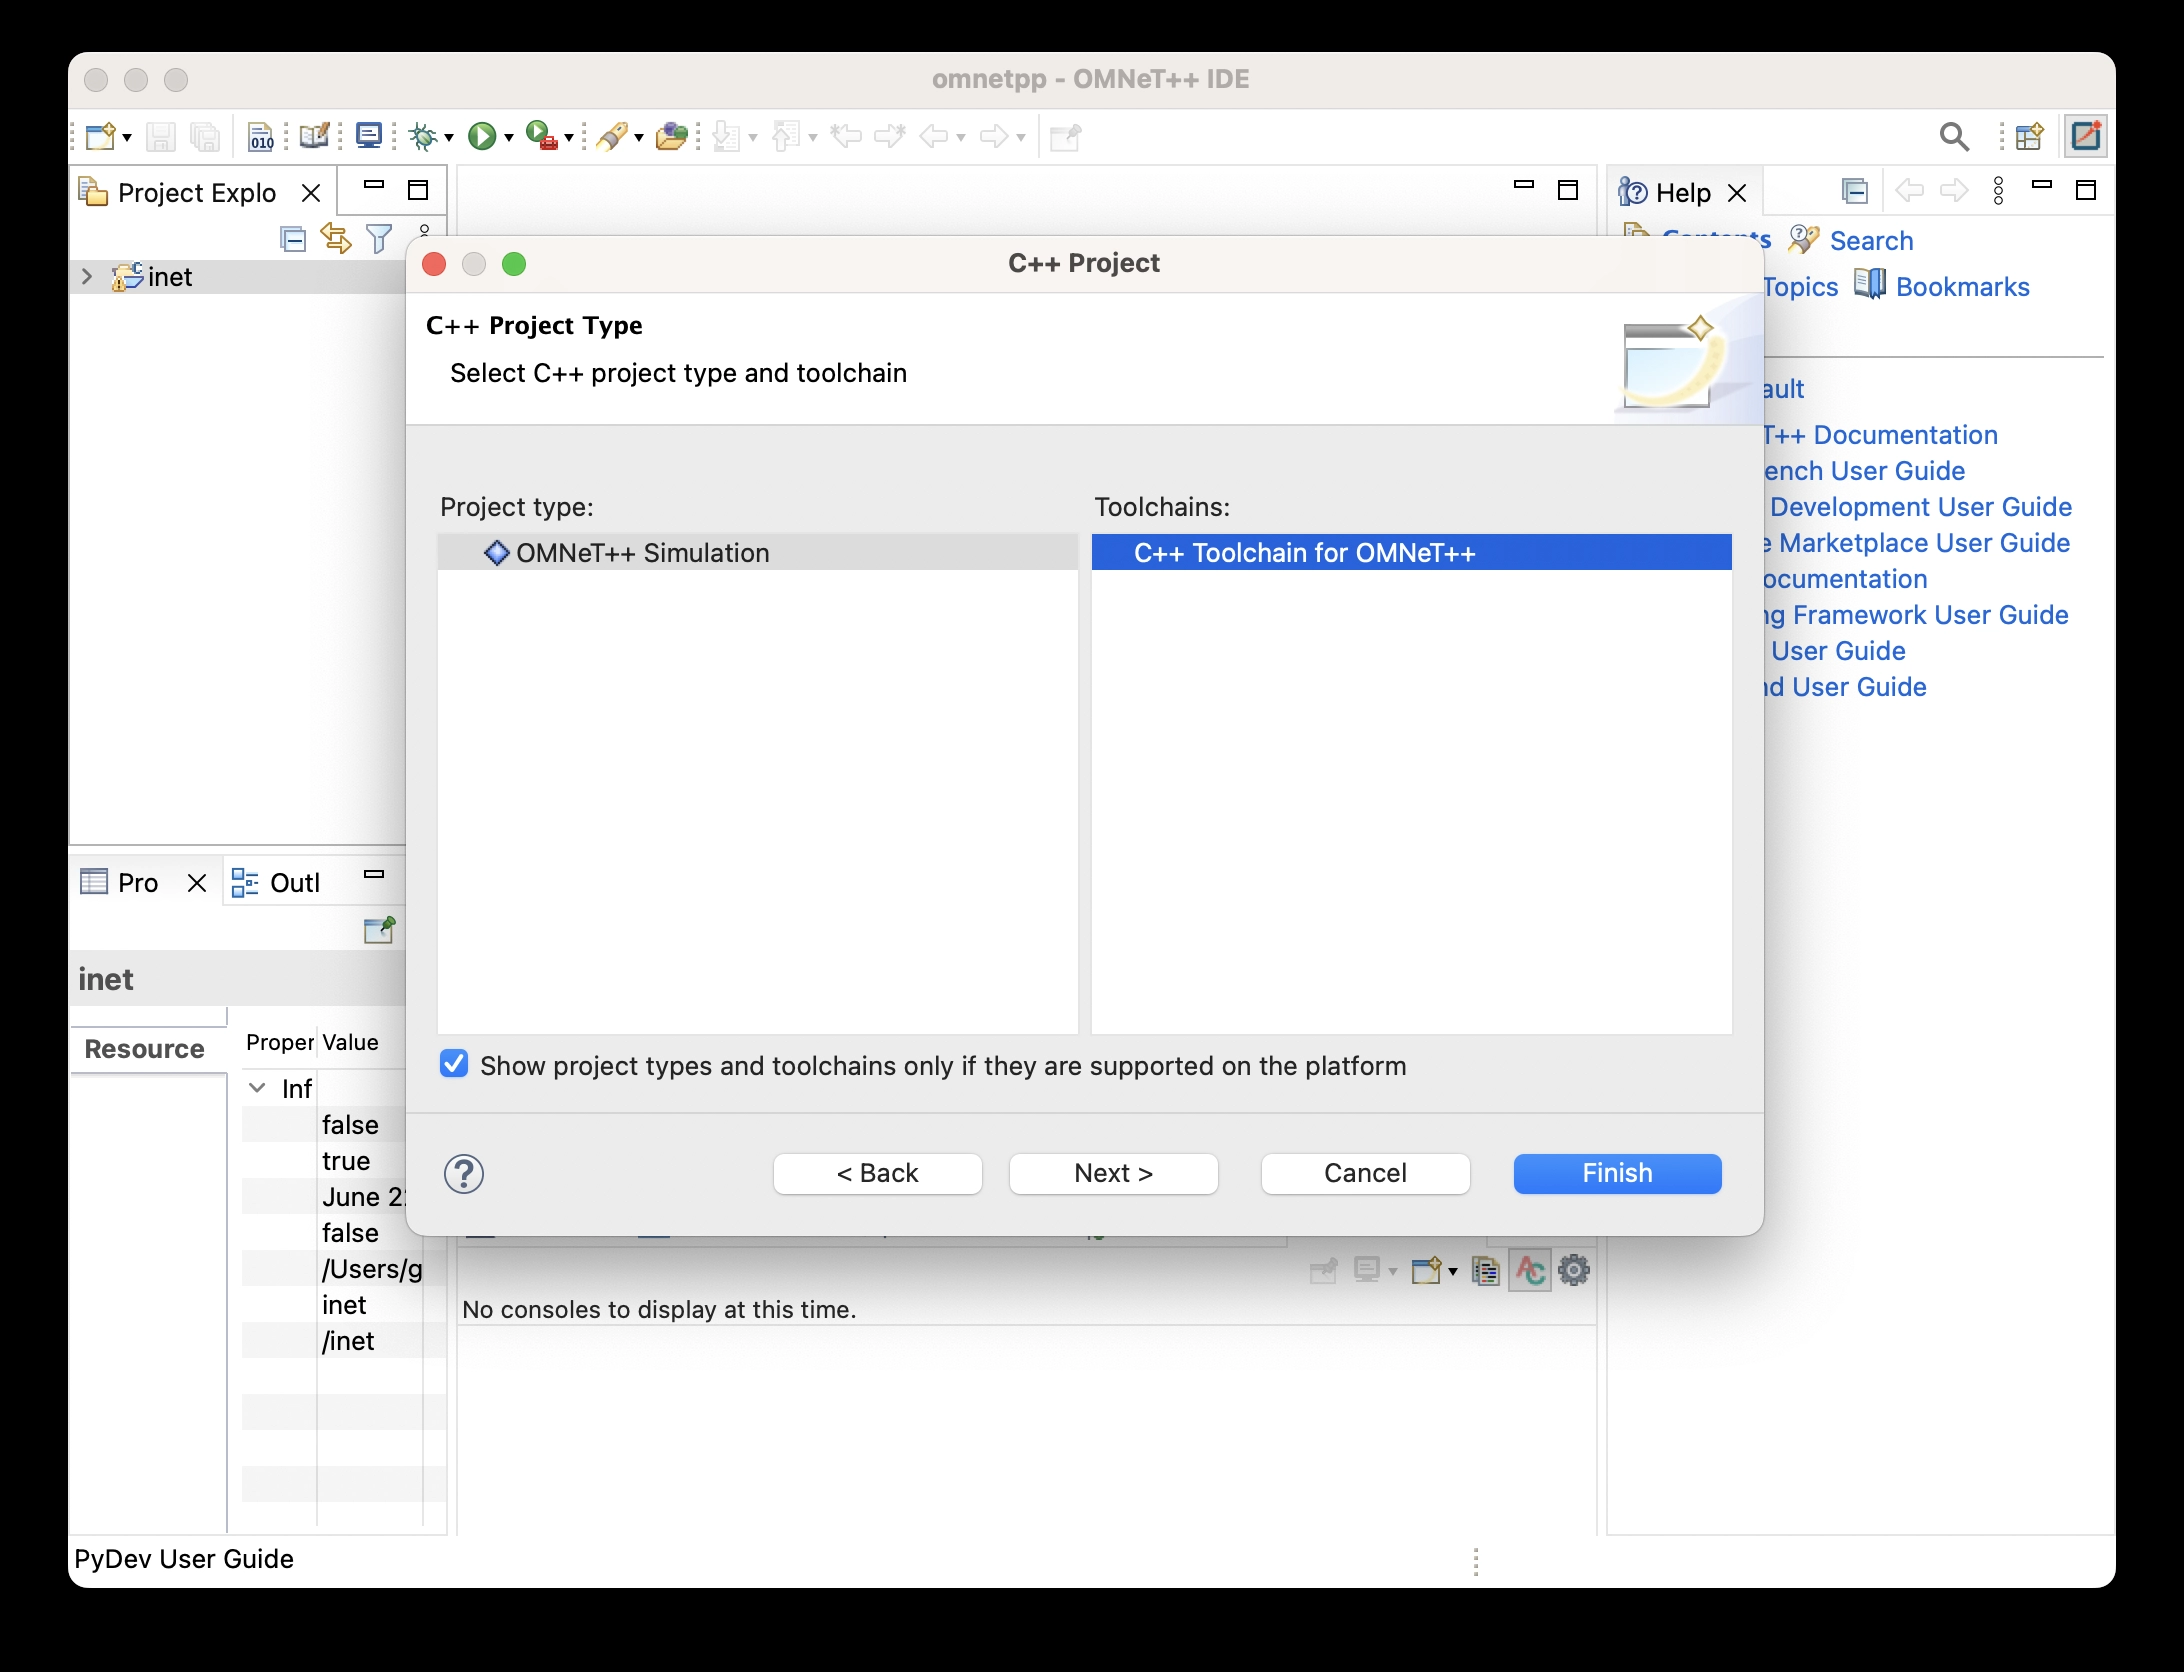 omnetpp - OMNeT++ IDE
010
Project Explo
Help
Contents
Search
Topics
Bookmarks
inet
C++ Project
C++ Project Type
Select C++ project type and toolchain
ault
T++ Documentation
ench User Guide
Development User Guide
e Marketplace User Guide
ocumentation
ng Framework User Guide
User Guide
nd User Guide
Project type:
Toolchains:
OMNeT++ Simulation
C++ Toolchain for OMNeT++
Show project types and toolchains only if they are supported on the platform
< Back
Next >
Cancel
Finish
Pro
Outl
inet
Resource
Proper
Value
Inf
false
true
June 2
false
/Users/g
inet
/inet
No consoles to display at this time.
PyDev User Guide